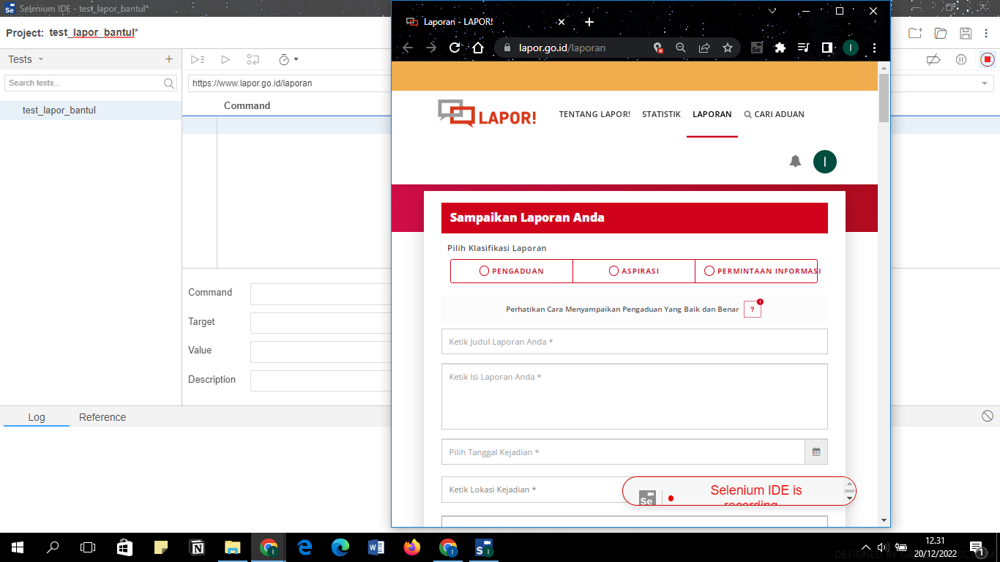 Selenium IDE - test_lapor_bantul*
Project: test_lapor_bantul*
Tests
Search tests...
test_lapor_bantul
https://www.lapor.go.id/laporan
Command
Command
Target
Value
Description
Log
Reference
Laporan - LAPOR!
lapor.go.id/laporan
I
LAPOR!
TENTANG LAPOR!
STATISTIK
LAPORAN
CARI ADUAN
I
Sampaikan Laporan Anda
Pilih Klasifikasi Laporan
PENGADUAN
ASPIRASI
PERMINTAAN INFORMASI
Perhatikan Cara Menyampaikan Pengaduan Yang Baik dan Benar
?
Ketik Judul Laporan Anda *
Ketik Isi Laporan Anda *
Pilih Tanggal Kejadian *
Ketik Lokasi Kejadian *
Se
Selenium IDE is
recording
12.31
20/12/2022
1